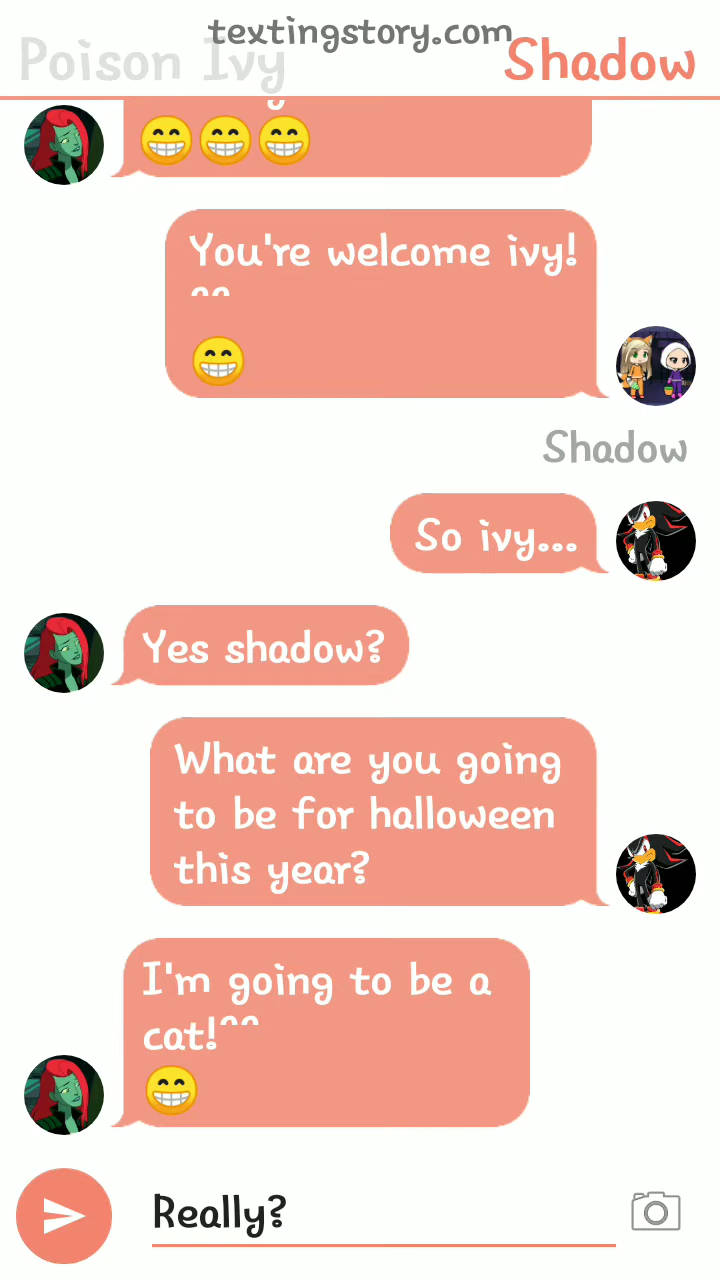 textingstory.com
Poison Ivy Shadow
😁😁😁
You're welcome ivy!
^^
😁
Shadow
So ivy...
Yes shadow?
What are you going
to be for halloween
this year?
I'm going to be a
cat!^^
😁
Really?